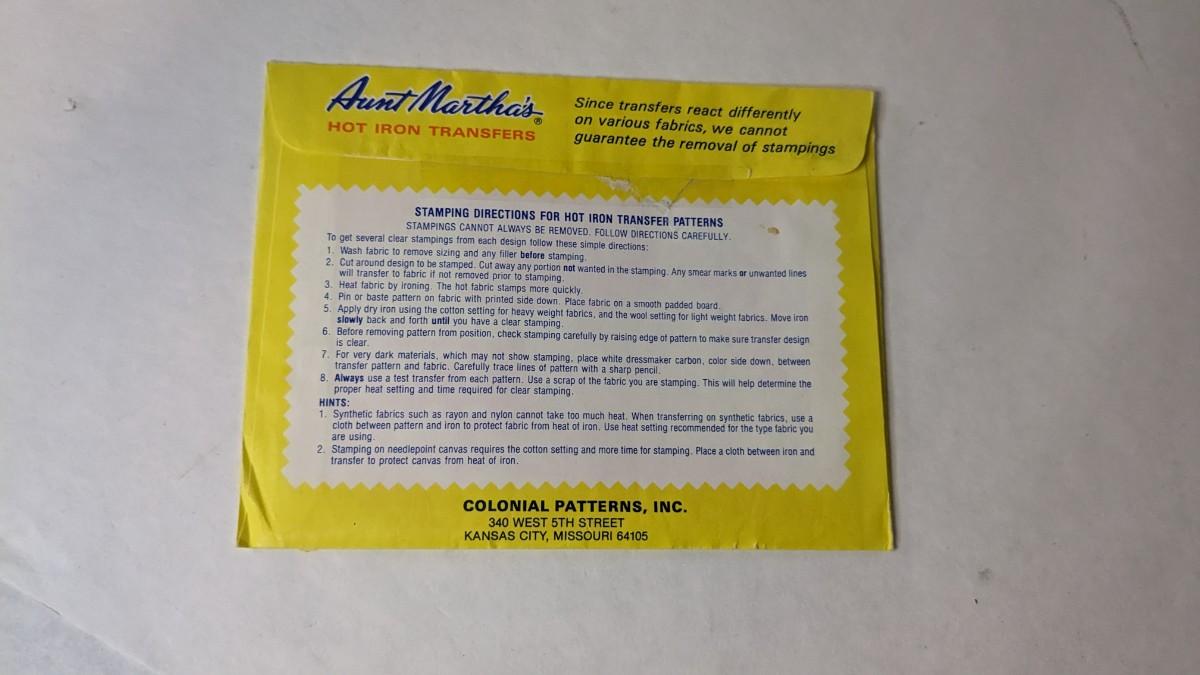 Aunt Martha's®
HOT IRON TRANSFERS
Since transfers react differently
on various fabrics, we cannot
guarantee the removal of stampings
STAMPING DIRECTIONS FOR HOT IRON TRANSFER PATTERNS
STAMPINGS CANNOT ALWAYS BE REMOVED. FOLLOW DIRECTIONS CAREFULLY.
To get several clear stampings from each design follow these simple directions:
1. Wash fabric to remove sizing and any filler before stamping.
2. Cut around design to be stamped. Cut away any portion not wanted in the stamping. Any smear marks or unwanted lines
will transfer to fabric if not removed prior to stamping.
3. Heat fabric by ironing. The hot fabric stamps more quickly.
4. Pin or baste pattern on fabric with printed side down. Place fabric on a smooth padded board.
5. Apply dry iron using the cotton setting for heavy weight fabrics, and the wool setting for light weight fabrics. Move iron
slowly back and forth until you have a clear stamping.
6. Before removing pattern from position, check stamping carefully by raising edge of pattern to make sure transfer design
is clear.
7. For very dark materials, which may not show stamping, place white dressmaker carbon, color side down, between
transfer pattern and fabric. Carefully trace lines of pattern with a sharp pencil.
8. Always use a test transfer from each pattern. Use a scrap of the fabric you are stamping. This will help determine the
proper heat setting and time required for clear stamping.
HINTS:
1. Synthetic fabrics such as rayon and nylon cannot take too much heat. When transferring on synthetic fabrics, use a
cloth between pattern and iron to protect fabric from heat of iron. Use heat setting recommended for the type fabric you
are using.
2. Stamping on needlepoint canvas requires the cotton setting and more time for stamping. Place a cloth between iron and
transfer to protect canvas from heat of iron.
COLONIAL PATTERNS, INC.
340 WEST 5TH STREET
KANSAS CITY, MISSOURI 64105